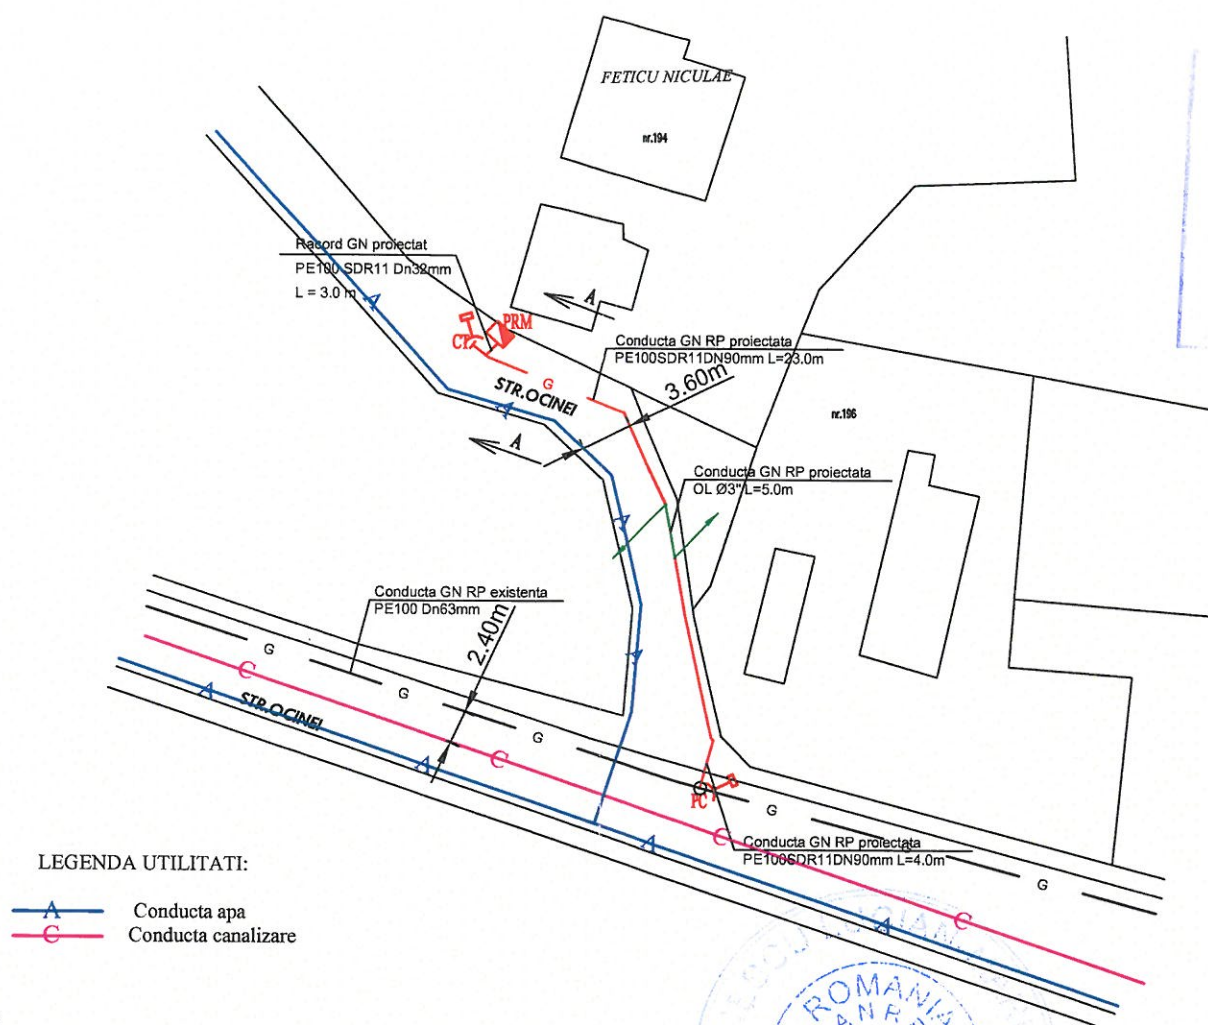 FETICU NICULAE
nr.194
Racord GN proiectat
PE100 SDR11 Dn32mm
L = 3.0 m
A
A
PRM
CT
G
STR.OCINEI
Conducta GN RP proiectata
PE100SDR11DN90mm L=23.0m
3.60m
A
A
nr.196
Conducta GN RP proiectata
OL Ø3" L=5.0m
A
Conducta GN RP existenta
PE100 Dn63mm
2.40m
A
G
C
G
A
STR.OCINEI
G
A
C
PC
G
C
A
Conducta GN RP proiectata
PE100SDR11DN90mm L=4.0m
G
G
C
A
LEGENDA UTILITATI:
A Conducta apa
C Conducta canalizare
ROMANIA